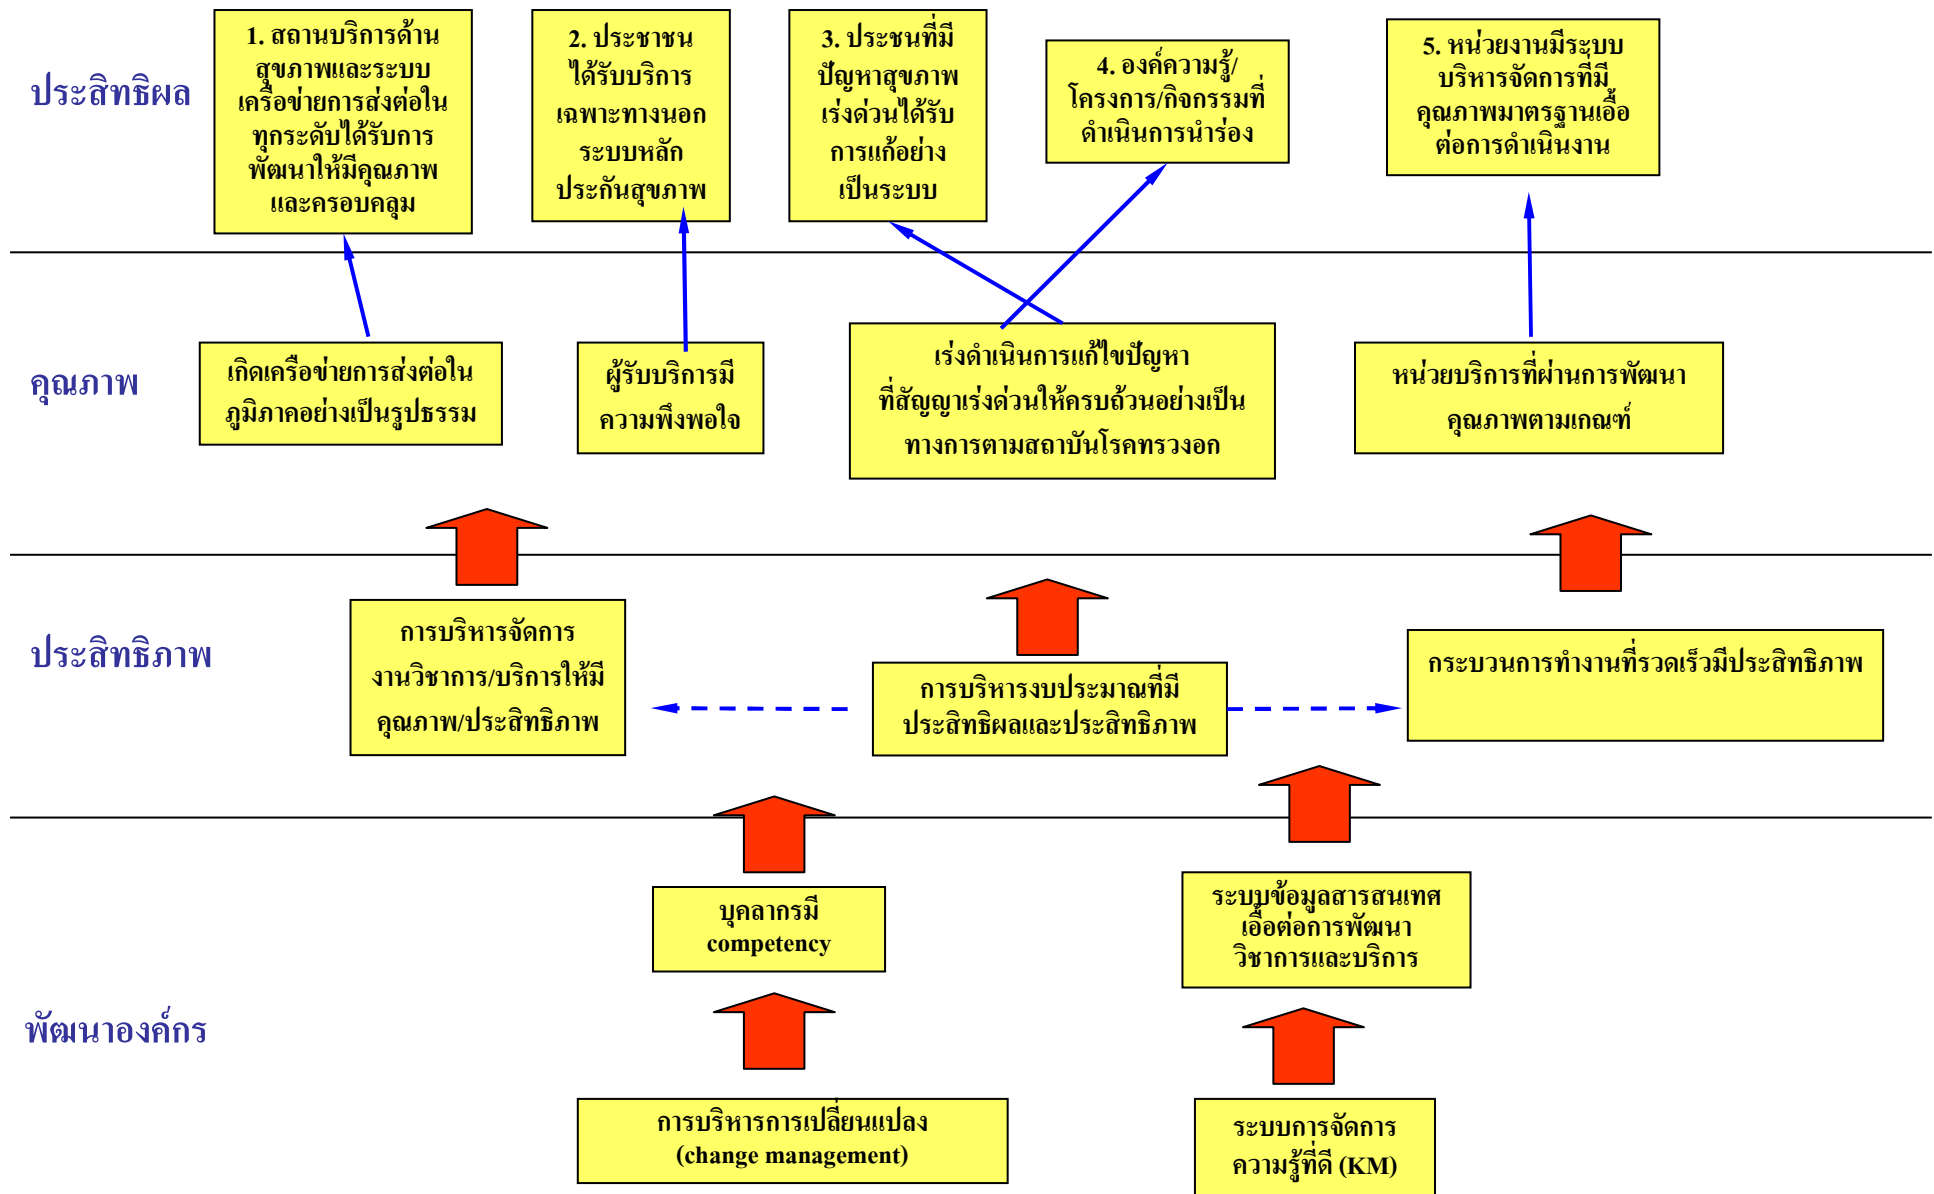 ประสิทธิผล
1. สถานบริการด้าน
สุขภาพและระบบ
เครือข่ายการส่งต่อใน
ทุกระดับได้รับการ
พัฒนาให้มีคุณภาพ
และครอบคลุม
2. ประชาชน
ได้รับบริการ
เฉพาะทางนอก
ระบบหลัก
ประกันสุขภาพ
3. ประชนที่มี
ปัญหาสุขภาพ
เร่งด่วนได้รับ
การแก้อย่าง
เป็นระบบ
4. องค์ความรู้/
โครงการ/กิจกรรมที่
ดำเนินการนำร่อง
5. หน่วยงานมีระบบ
บริหารจัดการที่มี
คุณภาพมาตรฐานเอื้อ
ต่อการดำเนินงาน
คุณภาพ
เกิดเครือข่ายการส่งต่อใน
ภูมิภาคอย่างเป็นรูปธรรม
ผู้รับบริการมี
ความพึงพอใจ
เร่งดำเนินการแก้ไขปัญหา
ที่สัญญาเร่งด่วนให้ครบถ้วนอย่างเป็น
ทางการตามสถาบันโรคทรวงอก
หน่วยบริการที่ผ่านการพัฒนา
คุณภาพตามเกณฑ์
ประสิทธิภาพ
การบริหารจัดการ
งานวิชาการ/บริการให้มี
คุณภาพ/ประสิทธิภาพ
การบริหารงบประมาณที่มี
ประสิทธิผลและประสิทธิภาพ
กระบวนการทำงานที่รวดเร็วมีประสิทธิภาพ
พัฒนาองค์กร
บุคลากรมี
competency
ระบบข้อมูลสารสนเทศ
เอื้อต่อการพัฒนา
วิชาการและบริการ
การบริหารการเปลี่ยนแปลง
(change management)
ระบบการจัดการ
ความรู้ที่ดี (KM)